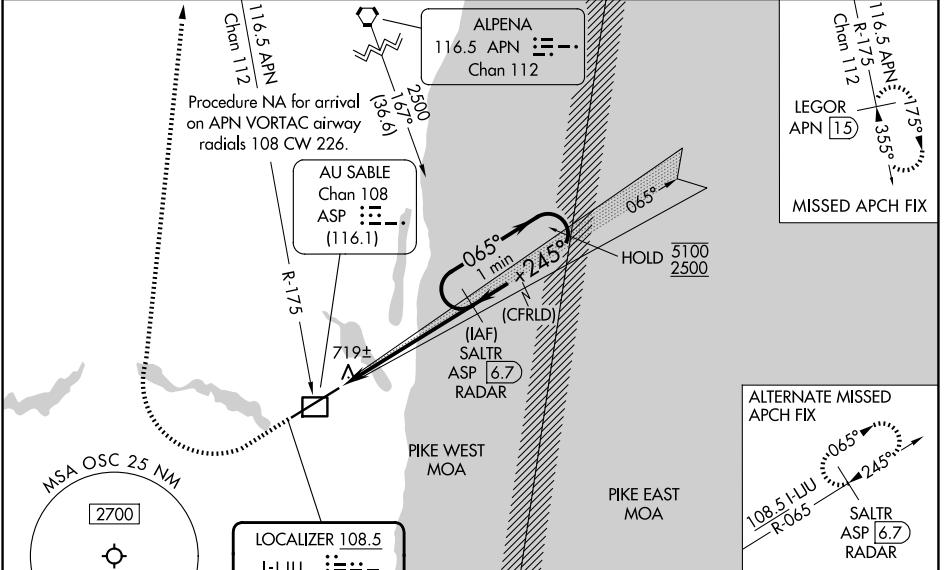 116.5 APN
Chan 112
R-175
Procedure NA for arrival
on APN VORTAC airway
radials 108 CW 226.
ALPENA
116.5 APN
Chan 112
2500
167°
(36.6)
AU SABLE
Chan 108
ASP
(116.1)
719±
065°
1 min
+245°
065°
HOLD 5100
2500
(CFRLD)
(IAF)
SALTR
ASP 6.7
RADAR
PIKE WEST
MOA
PIKE EAST
MOA
116.5 APN
R-175
Chan 112
LEGOR
APN 15
175°
355°
MISSED APCH FIX
MSA OSC 25 NM
2700
LOCALIZER 108.5
I-LJU
ALTERNATE MISSED
APCH FIX
065°
245°
108.5 I-LJU
R-065
SALTR
ASP 6.7
RADAR